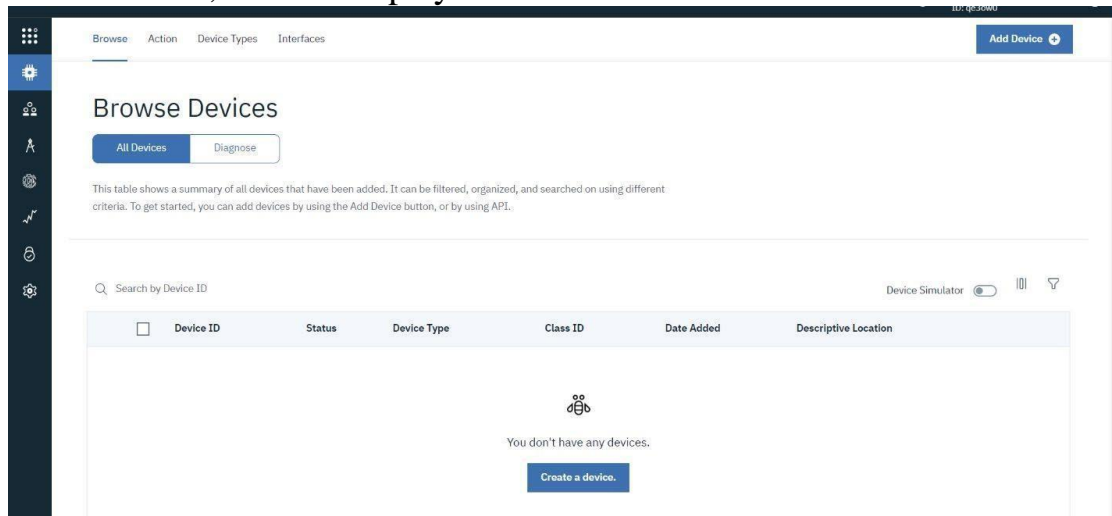 ID: qe38w0
Browse Action Device Types Interfaces Add Device
Browse Devices
All Devices Diagnose
This table shows a summary of all devices that have been added. It can be filtered, organized, and searched on using different
criteria. To get started, you can add devices by using the Add Device button, or by using API.
Search by Device ID Device Simulator
Device ID Status Device Type Class ID Date Added Descriptive Location
You don't have any devices.
Create a device.